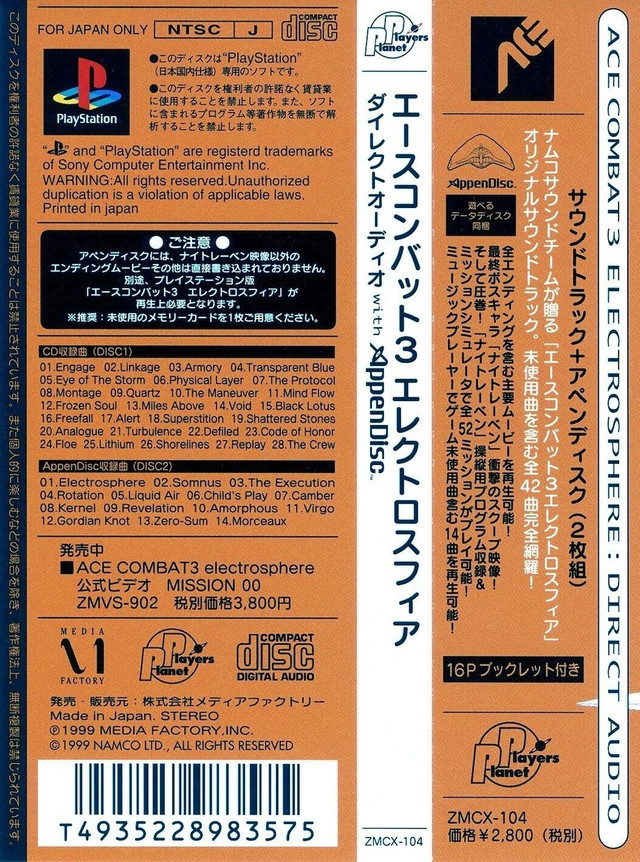 このディスクを権利者の許諾なく賃貸業に使用することは禁止されています。また個人的に楽しむなどの場合を除き、著作権法上、無断複製は禁じられています。
FOR JAPAN ONLY
NTSC J
COMPACT disc
PlayStation
●このディスクは"PlayStation"
(日本国内仕様)専用のソフトです。
●このディスクを権利者の許諾なく賃貸業
に使用することを禁止します。また、ソフト
に含まれるプログラム等著作物を無断で解
析することを禁じます。
" " and "PlayStation" are registerd trademarks
of Sony Computer Entertainment Inc.
WARNING:All rights reserved.Unauthorized
duplication is a violation of applicable laws.
Printed in japan
● ご注意 ●
アペンディスクには、ナイトレーベン映像以外の
エンディングムービーその他は直接書き込まれておりません。
別途、プレイステーション版
「エースコンバット3 エレクトロスフィア」が
再生上必要となります。
※推奨：未使用のメモリーカードを1枚ご用意ください。
CD収録曲(DISC1)
01.Engage 02.Linkage 03.Armory 04.Transparent Blue
05.Eye of The Storm 06.Physical Layer 07.The Protocol
08.Montage 09.Quartz 10.The Maneuver 11.Mind Flow
12.Frozen Soul 13.Miles Above 14.Void 15.Black Lotus
16.Freefall 17.Alert 18.Superstition 19.Shattered Stones
20.Analogue 21.Turbulence 22.Defiled 23.Code of Honor
24.Floe 25.Lithium 26.Shorelines 27.Replay 28.The Crew
AppenDisc収録曲(DISC2)
01.Electrosphere 02.Somnus 03.The Execution
04.Rotation 05.Liquid Air 06.Child's Play 07.Camber
08.Kernel 09.Revelation 10.Amorphous 11.Virgo
12.Gordian Knot 13.Zero-Sum 14.Morceaux
発売中
■ACE COMBAT3 electrosphere
公式ビデオ MISSION 00
ZMVS-902 税別価格3,800円
MEDIA FACTORY
Players Planet
COMPACT disc DIGITAL AUDIO
発売・販売元：株式会社メディアファクトリー
Made in Japan. STEREO
Ⓟ1999 MEDIA FACTORY,INC.
©1999 NAMCO LTD., ALL RIGHTS RESERVED
T4935228983575
Players Planet
エースコンバット3 エレクトロスフィア
ダイレクトオーディオ with AppenDisc™
ZMCX-104
ACE
AppenDisc.
遊べる
データディスク
同梱
サウンドトラック+アペンディスク(2枚組)
ナムコサウンドチームが贈る「エースコンバット3エレクトロスフィア」
オリジナルサウンドトラック。未使用曲を含む全42曲完全網羅！
全エンディングを含む主要ムービーを再生可能！
最終ボスキャラ「ナイトレーベン」衝撃のスクープ映像！
そして圧巻！「ナイトレーベン」操縦用プログラム収録&
ミッションシミュレータで全52ミッションがプレイ可能！
ミュージックプレーヤーでゲーム未使用曲含む14曲を再生可能！
16Pブックレット付き
Players Planet
ZMCX-104
価格￥2,800(税別)
ACE COMBAT 3 ELECTROSPHERE : DIRECT AUDIO